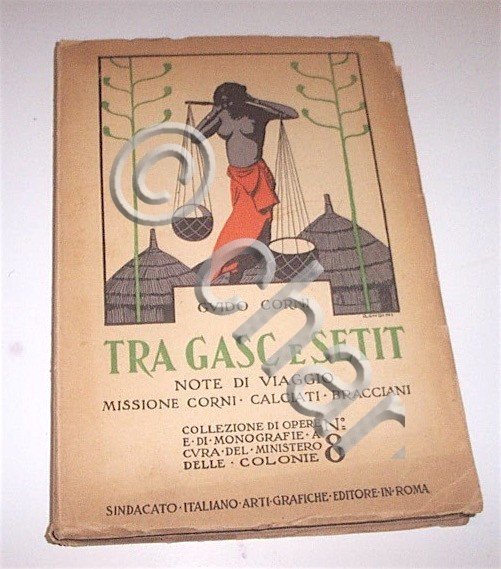 GVIDO CORNI
TRA GASC E SETIT
NOTE DI VIAGGIO
MISSIONE CORNI · CALCIATI · BRACCIANI
COLLEZIONE DI OPERE N.º
E · DI MONOGRAFIE · A
CVRA · DEL · MINISTERO 8
DELLE · COLONIE
SINDACATO · ITALIANO · ARTI · GRAFICHE · EDITORE · IN · ROMA
© char